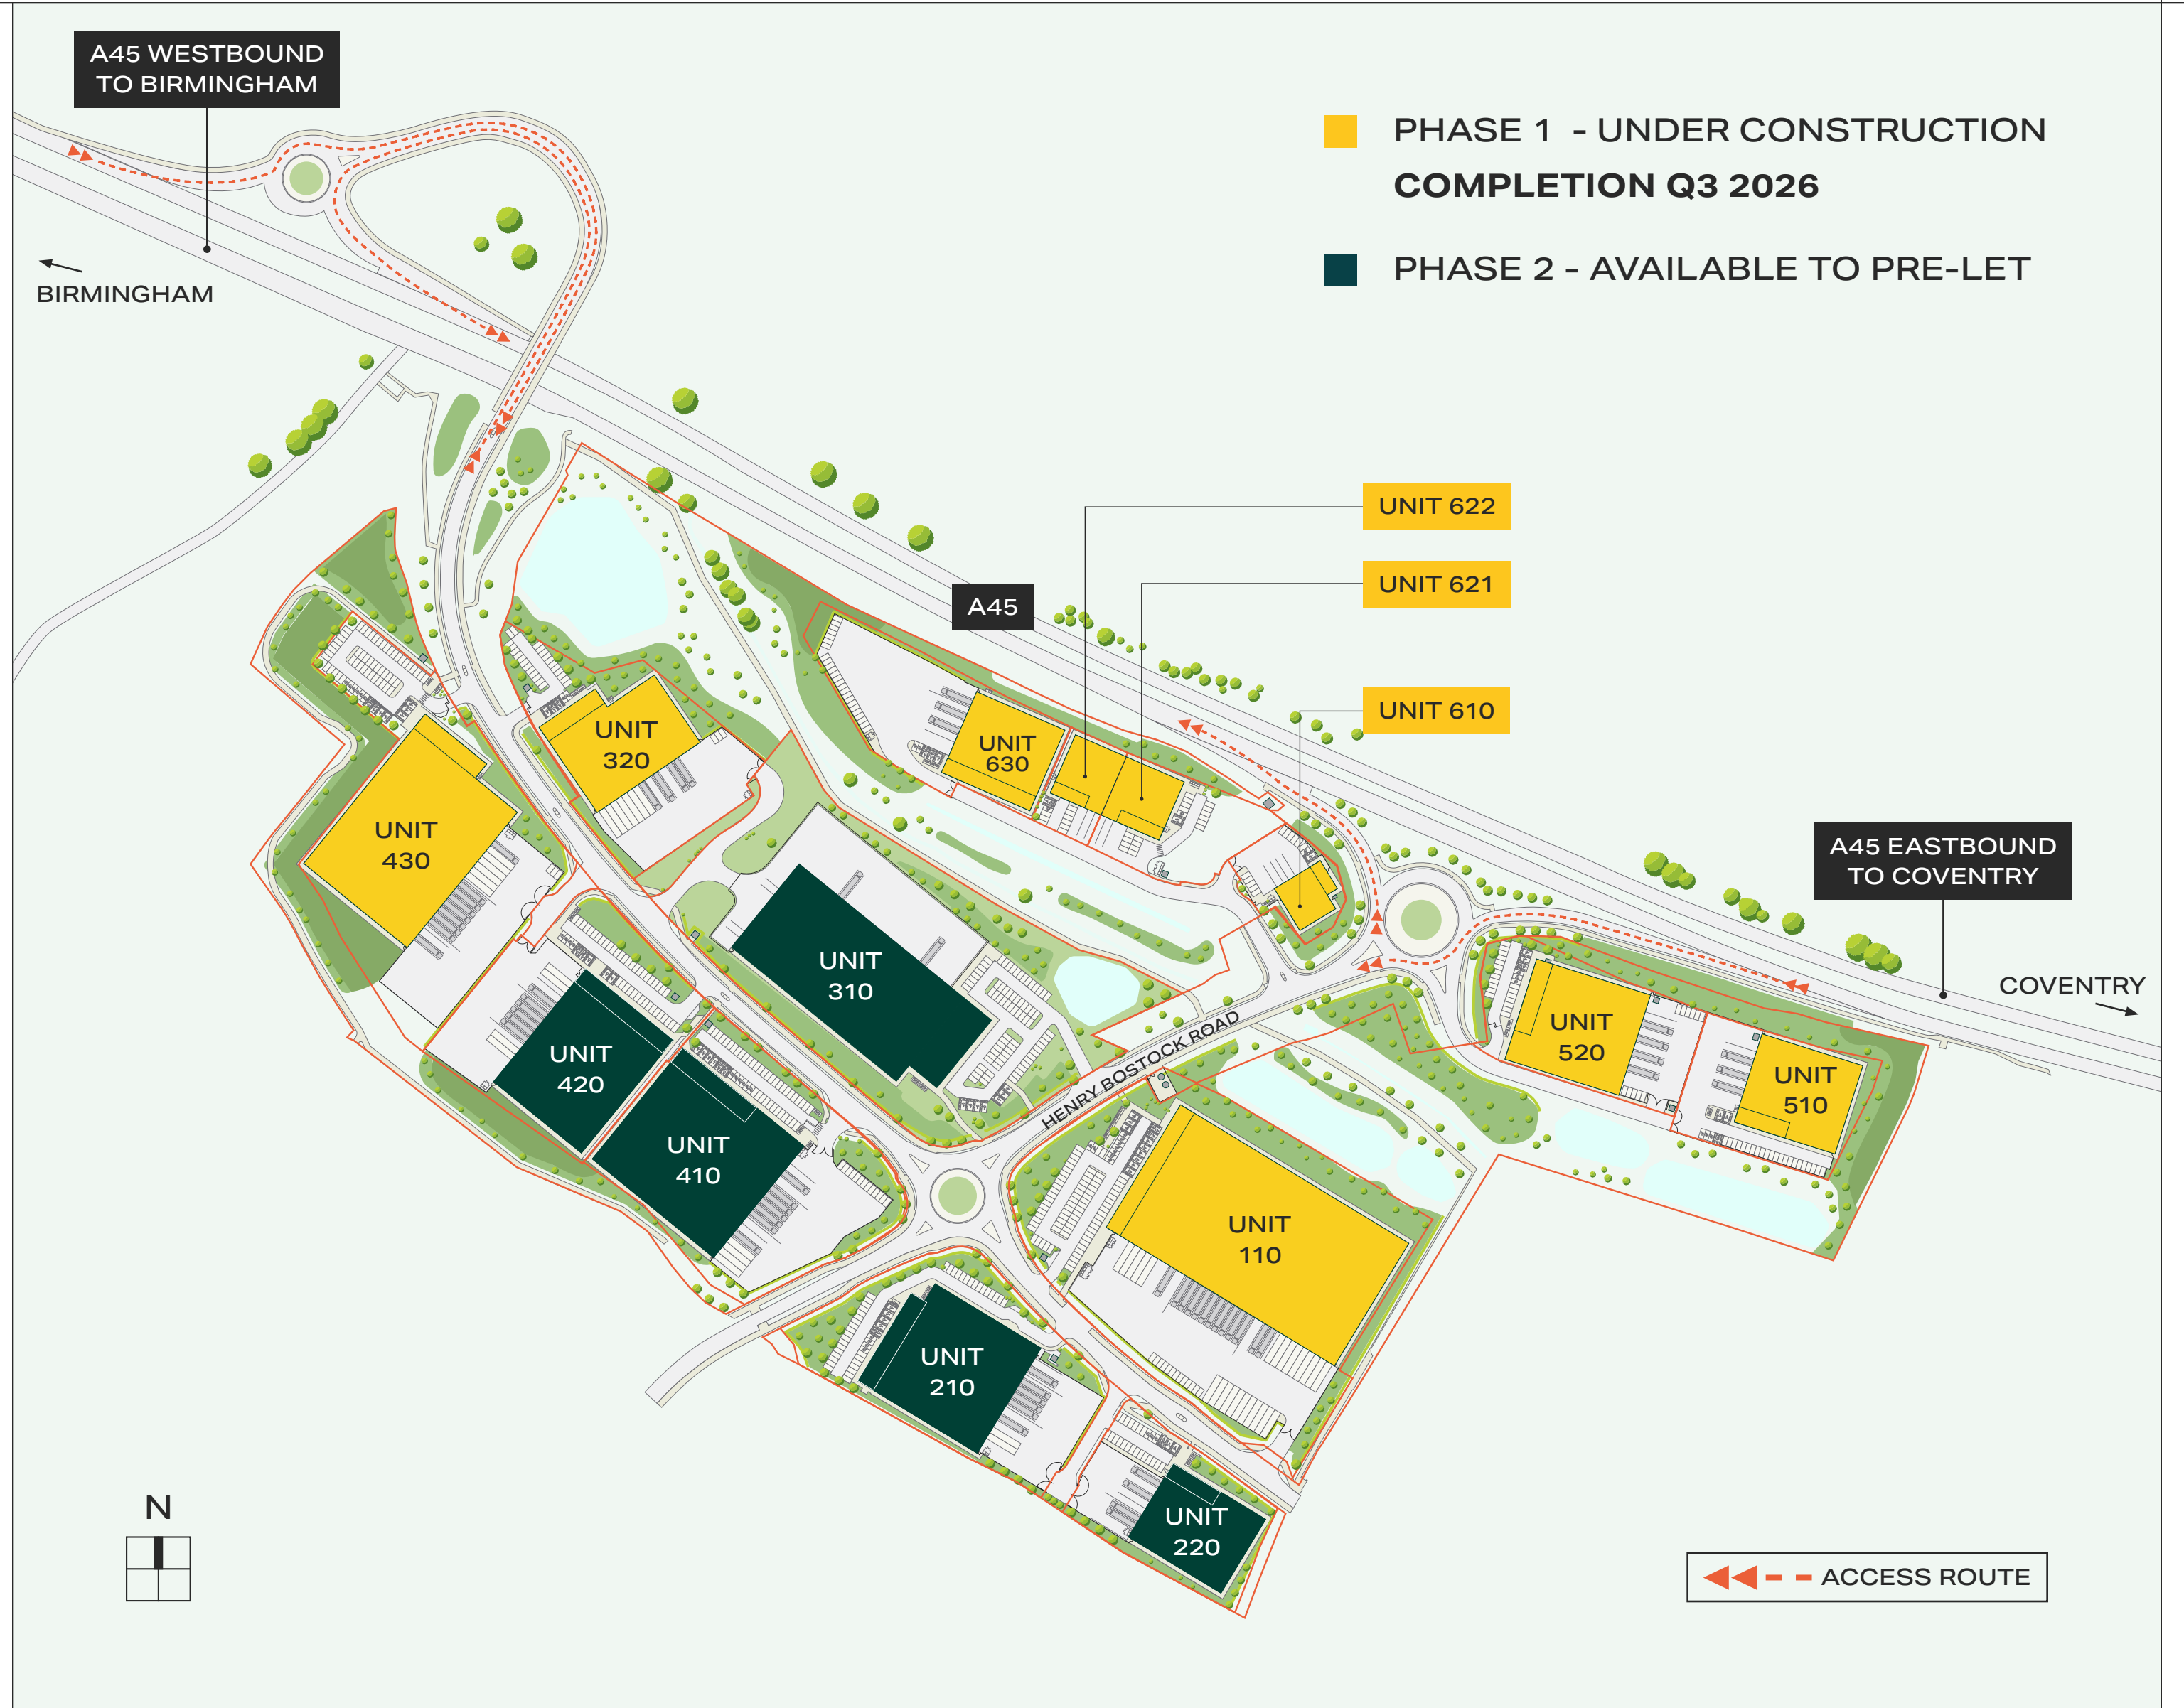 A45 WESTBOUND
TO BIRMINGHAM
PHASE 1 - UNDER CONSTRUCTION
COMPLETION Q3 2026
PHASE 2 - AVAILABLE TO PRE-LET
BIRMINGHAM
UNIT 622
UNIT 621
A45
UNIT 610
UNIT
320
UNIT
630
UNIT
430
A45 EASTBOUND
TO COVENTRY
COVENTRY
UNIT
310
UNIT
520
UNIT
420
HENRY BOSTOCK ROAD
UNIT
510
UNIT
410
UNIT
110
UNIT
210
UNIT
220
N
ACCESS ROUTE